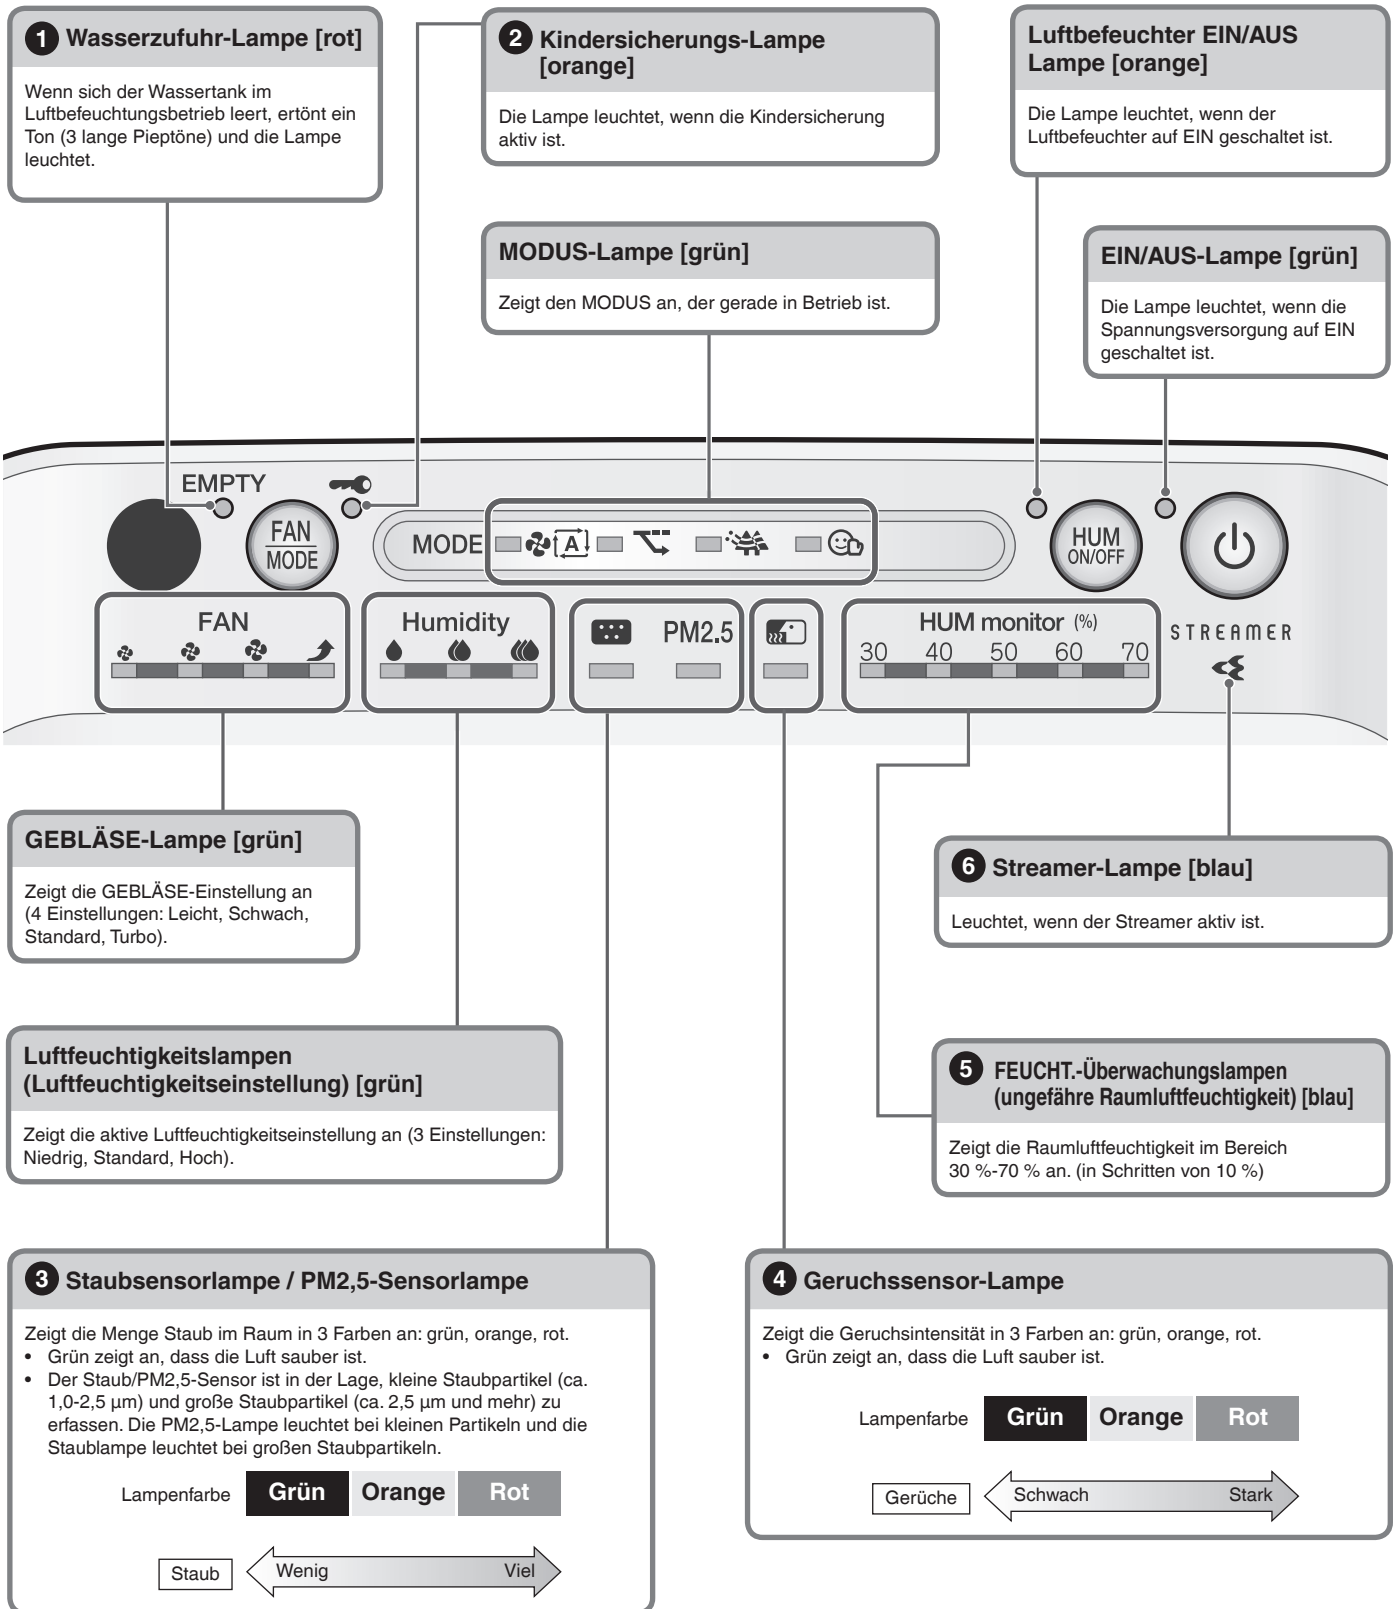 1 Wasserzufuhr-Lampe [rot]
Wenn sich der Wassertank im
Luftbefeuchtungsbetrieb leert, ertönt ein
Ton (3 lange Pieptöne) und die Lampe
leuchtet.
2 Kindersicherungs-Lampe
[orange]
Die Lampe leuchtet, wenn die Kindersicherung
aktiv ist.
Luftbefeuchter EIN/AUS
Lampe [orange]
Die Lampe leuchtet, wenn der
Luftbefeuchter auf EIN geschaltet ist.
MODUS-Lampe [grün]
Zeigt den MODUS an, der gerade in Betrieb ist.
EIN/AUS-Lampe [grün]
Die Lampe leuchtet, wenn die
Spannungsversorgung auf EIN
geschaltet ist.
EMPTY
FAN
MODE
MODE
A
HUM
ON/OFF
FAN
Humidity
PM2.5
HUM monitor (%)
30 40 50 60 70
STREAMER
GEBLÄSE-Lampe [grün]
Zeigt die GEBLÄSE-Einstellung an
(4 Einstellungen: Leicht, Schwach,
Standard, Turbo).
6 Streamer-Lampe [blau]
Leuchtet, wenn der Streamer aktiv ist.
Luftfeuchtigkeitslampen
(Luftfeuchtigkeitseinstellung) [grün]
Zeigt die aktive Luftfeuchtigkeitseinstellung an (3 Einstellungen:
Niedrig, Standard, Hoch).
5 FEUCHT.-Überwachungslampen
(ungefähre Raumluftfeuchtigkeit) [blau]
Zeigt die Raumluftfeuchtigkeit im Bereich
30 %-70 % an. (in Schritten von 10 %)
3 Staubsensorlampe / PM2,5-Sensorlampe
Zeigt die Menge Staub im Raum in 3 Farben an: grün, orange, rot.
• Grün zeigt an, dass die Luft sauber ist.
• Der Staub/PM2,5-Sensor ist in der Lage, kleine Staubpartikel (ca.
1,0-2,5 µm) und große Staubpartikel (ca. 2,5 µm und mehr) zu
erfassen. Die PM2,5-Lampe leuchtet bei kleinen Partikeln und die
Staublampe leuchtet bei großen Staubpartikeln.
Lampenfarbe Grün Orange Rot
Staub Wenig Viel
4 Geruchssensor-Lampe
Zeigt die Geruchsintensität in 3 Farben an: grün, orange, rot.
• Grün zeigt an, dass die Luft sauber ist.
Lampenfarbe Grün Orange Rot
Gerüche Schwach Stark